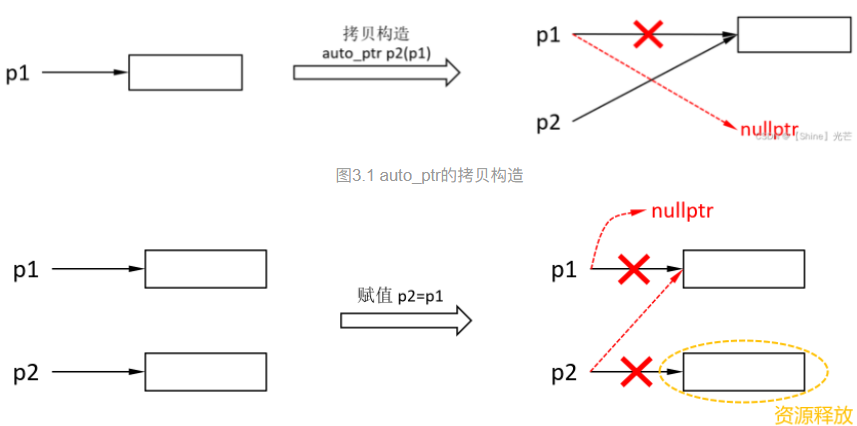 p1
拷贝构造
auto_ptr p2(p1)
p1
p2
nullptr
CSDN @【Shine】光芒
图3.1 auto_ptr的拷贝构造
p1
p2
赋值 p2=p1
nullptr
p1
p2
资源释放